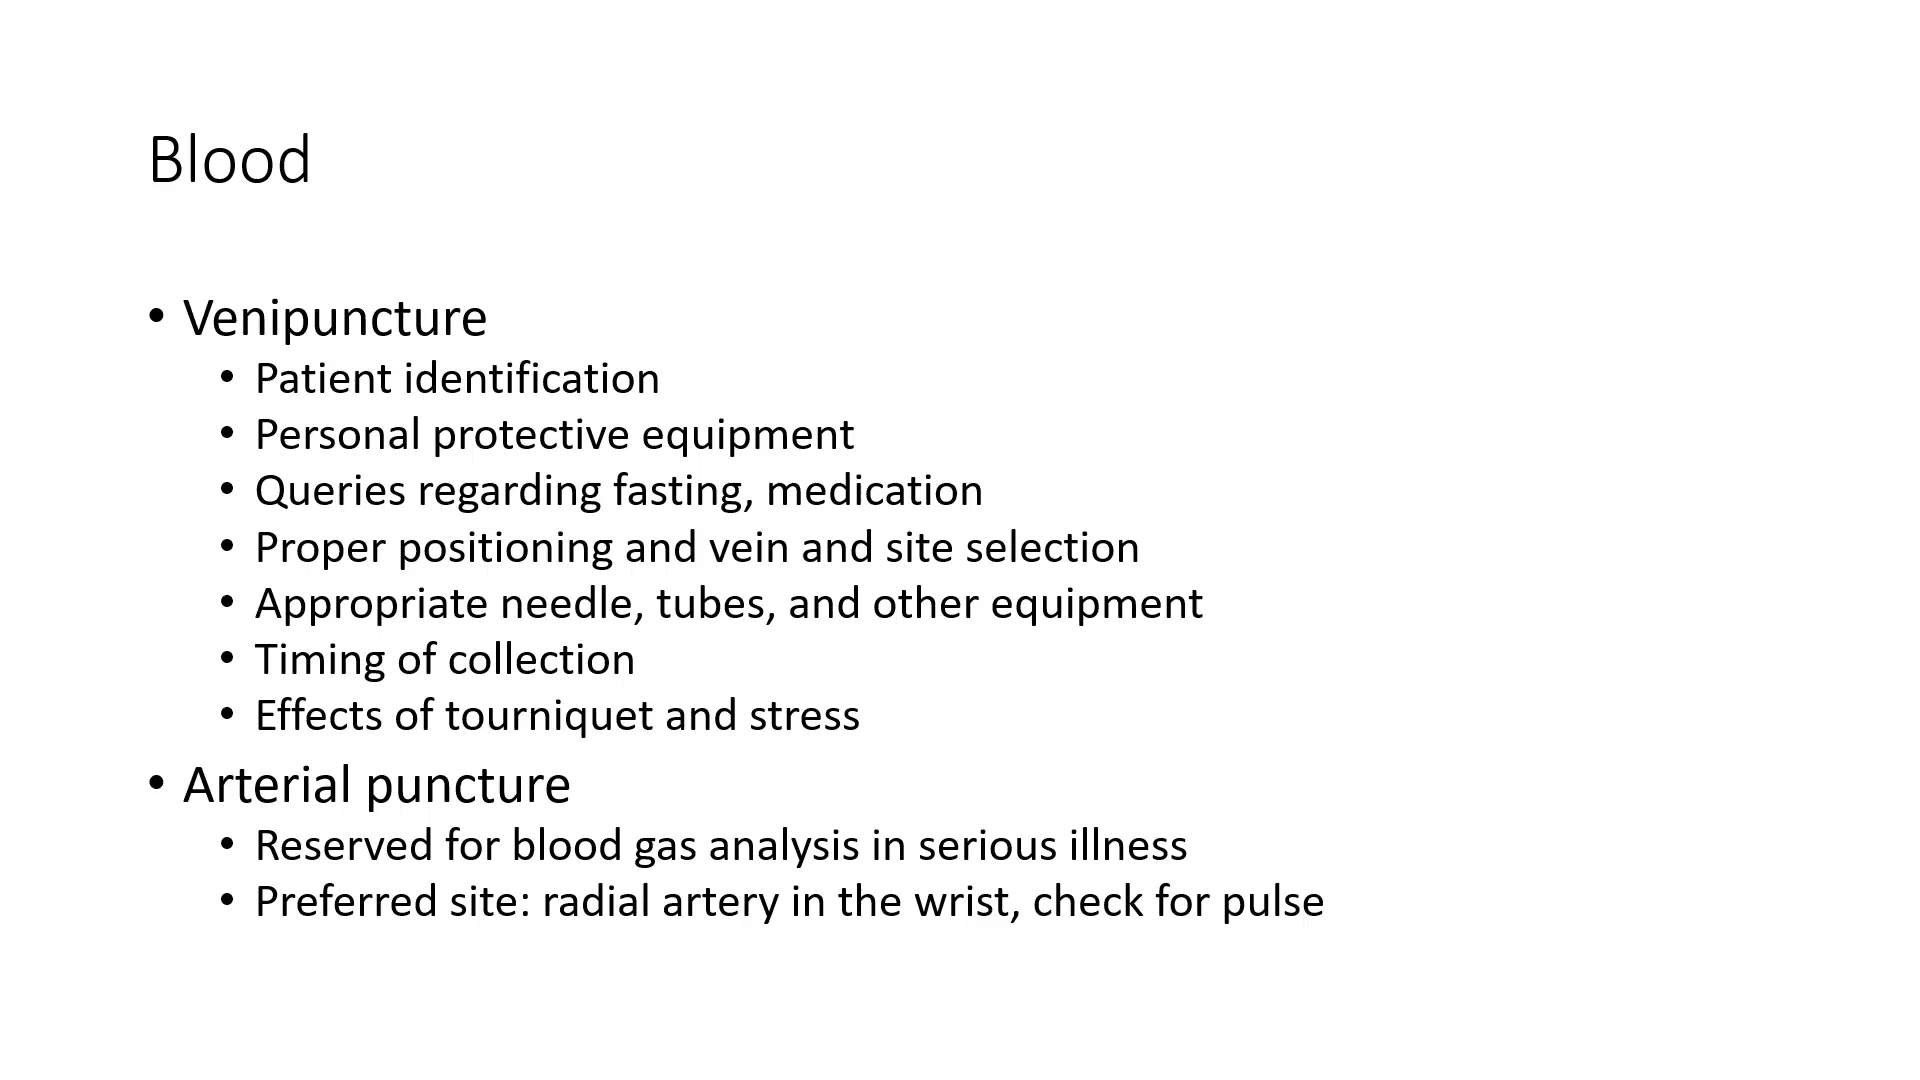 Blood
• Venipuncture
• Patient identification
• Personal protective equipment
• Queries regarding fasting, medication
• Proper positioning and vein and site selection
• Appropriate needle, tubes, and other equipment
• Timing of collection
• Effects of tourniquet and stress
• Arterial puncture
• Reserved for blood gas analysis in serious illness
• Preferred site: radial artery in the wrist, check for pulse